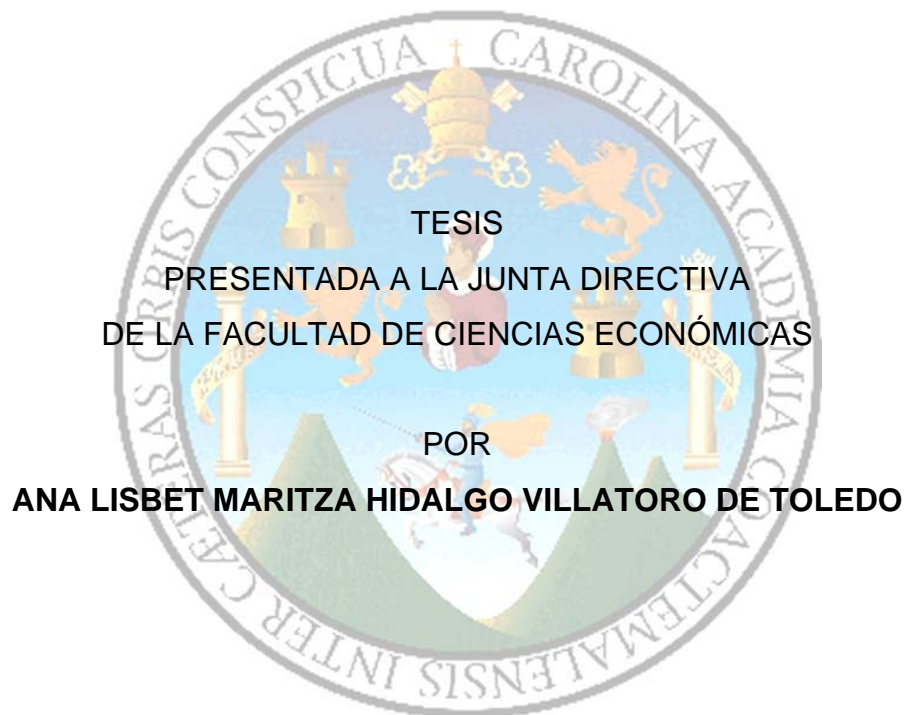 CAROLINA ACADEMIA COACTEMALENSIS INTER CÆTERAS ORBIS CONSPICUA
TESIS
PRESENTADA A LA JUNTA DIRECTIVA
DE LA FACULTAD DE CIENCIAS ECONÓMICAS
POR
ANA LISBET MARITZA HIDALGO VILLATORO DE TOLEDO